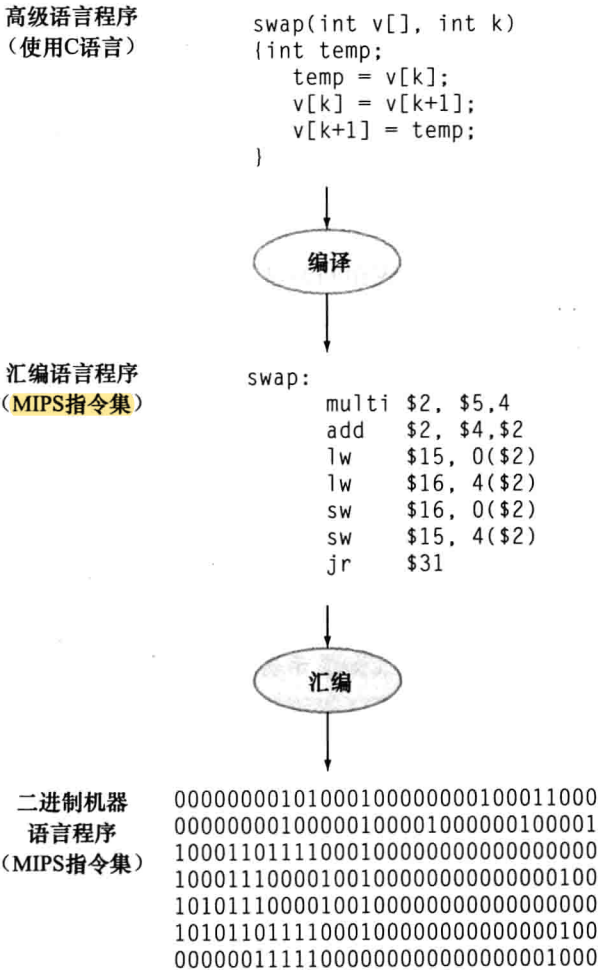 高级语言程序
（使用C语言）
swap(int v[], int k)
{int temp;
temp = v[k];
v[k] = v[k+1];
v[k+1] = temp;
}
编译
汇编语言程序
（MIPS指令集）
swap:
multi $2, $5,4
add $2, $4,$2
lw $15, 0($2)
lw $16, 4($2)
sw $16, 0($2)
sw $15, 4($2)
jr $31
汇编
二进制机器
语言程序
（MIPS指令集）
00000000101000100000000100011000
00000000100000100001000000100001
10001101111000100000000000000000
10001110000100100000000000000100
10101110000100100000000000000000
10101101111000100000000000000100
00000011111000000000000000001000